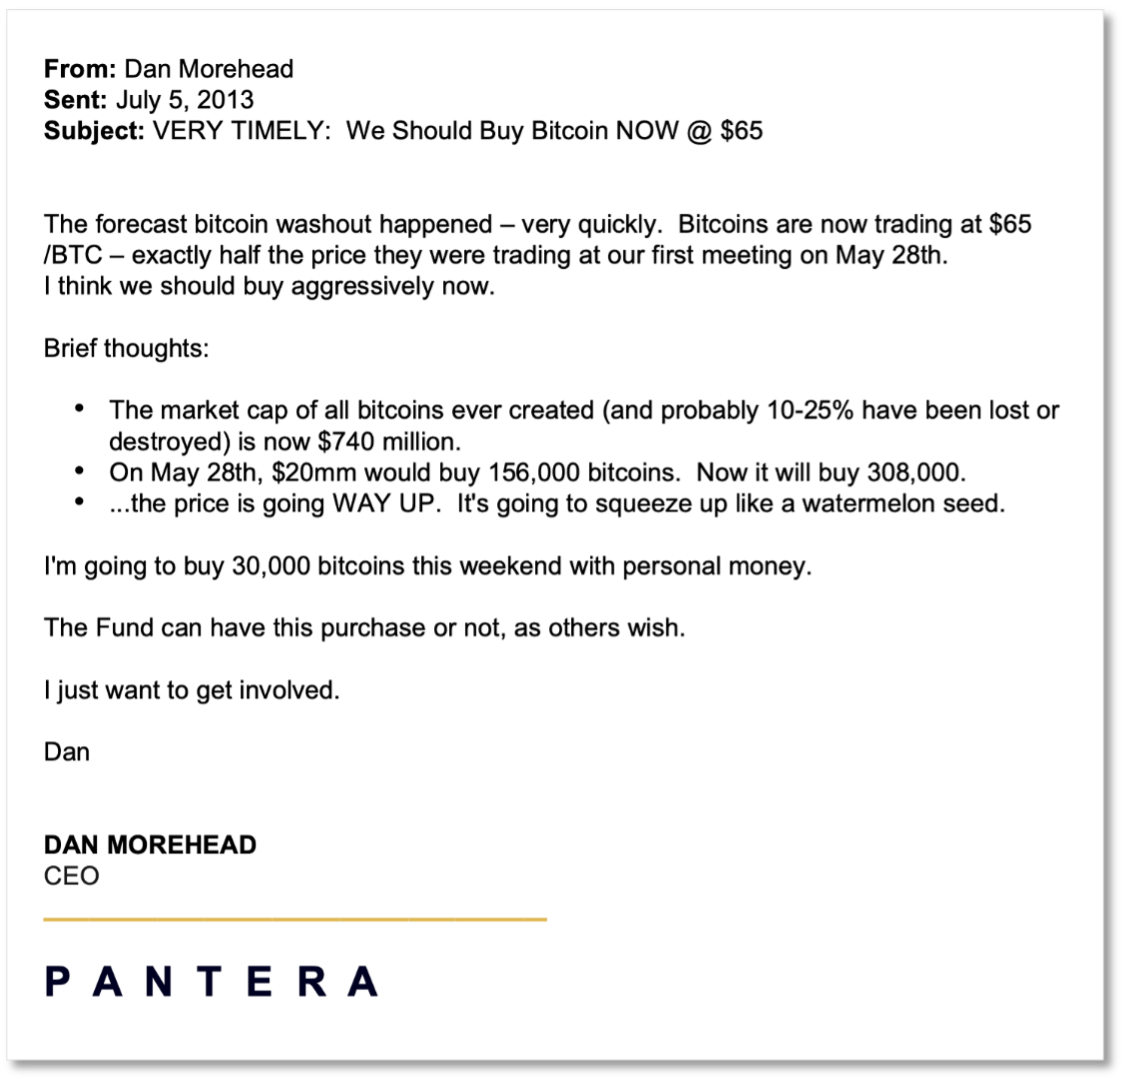 From: Dan Morehead
Sent: July 5, 2013
Subject: VERY TIMELY:  We Should Buy Bitcoin NOW @ $65
The forecast bitcoin washout happened – very quickly.  Bitcoins are now trading at $65
/BTC – exactly half the price they were trading at our first meeting on May 28th.
I think we should buy aggressively now.
Brief thoughts:
• The market cap of all bitcoins ever created (and probably 10-25% have been lost or
destroyed) is now $740 million.
• On May 28th, $20mm would buy 156,000 bitcoins.  Now it will buy 308,000.
• ...the price is going WAY UP.  It's going to squeeze up like a watermelon seed.
I'm going to buy 30,000 bitcoins this weekend with personal money.
The Fund can have this purchase or not, as others wish.
I just want to get involved.
Dan
DAN MOREHEAD
CEO
PANTERA